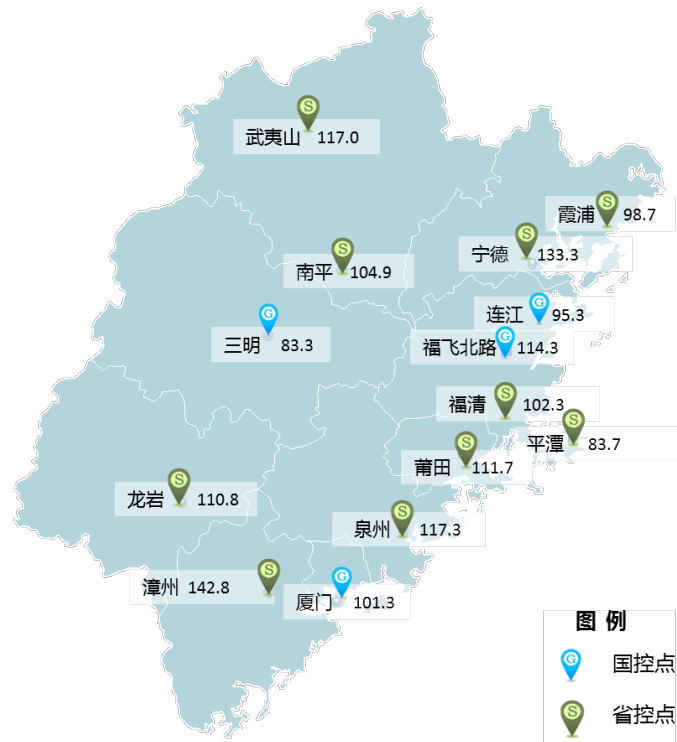 S
武夷山 117.0
S
霞浦 98.7
S
宁德 133.3
S
南平 104.9
G
连江 95.3
G
三明 83.3
G
福飞北路 114.3
S
福清 102.3
S
平潭 83.7
S
莆田 111.7
S
龙岩 110.8
S
泉州 117.3
S
漳州 142.8
G
厦门 101.3
图 例
G 国控点
S 省控点